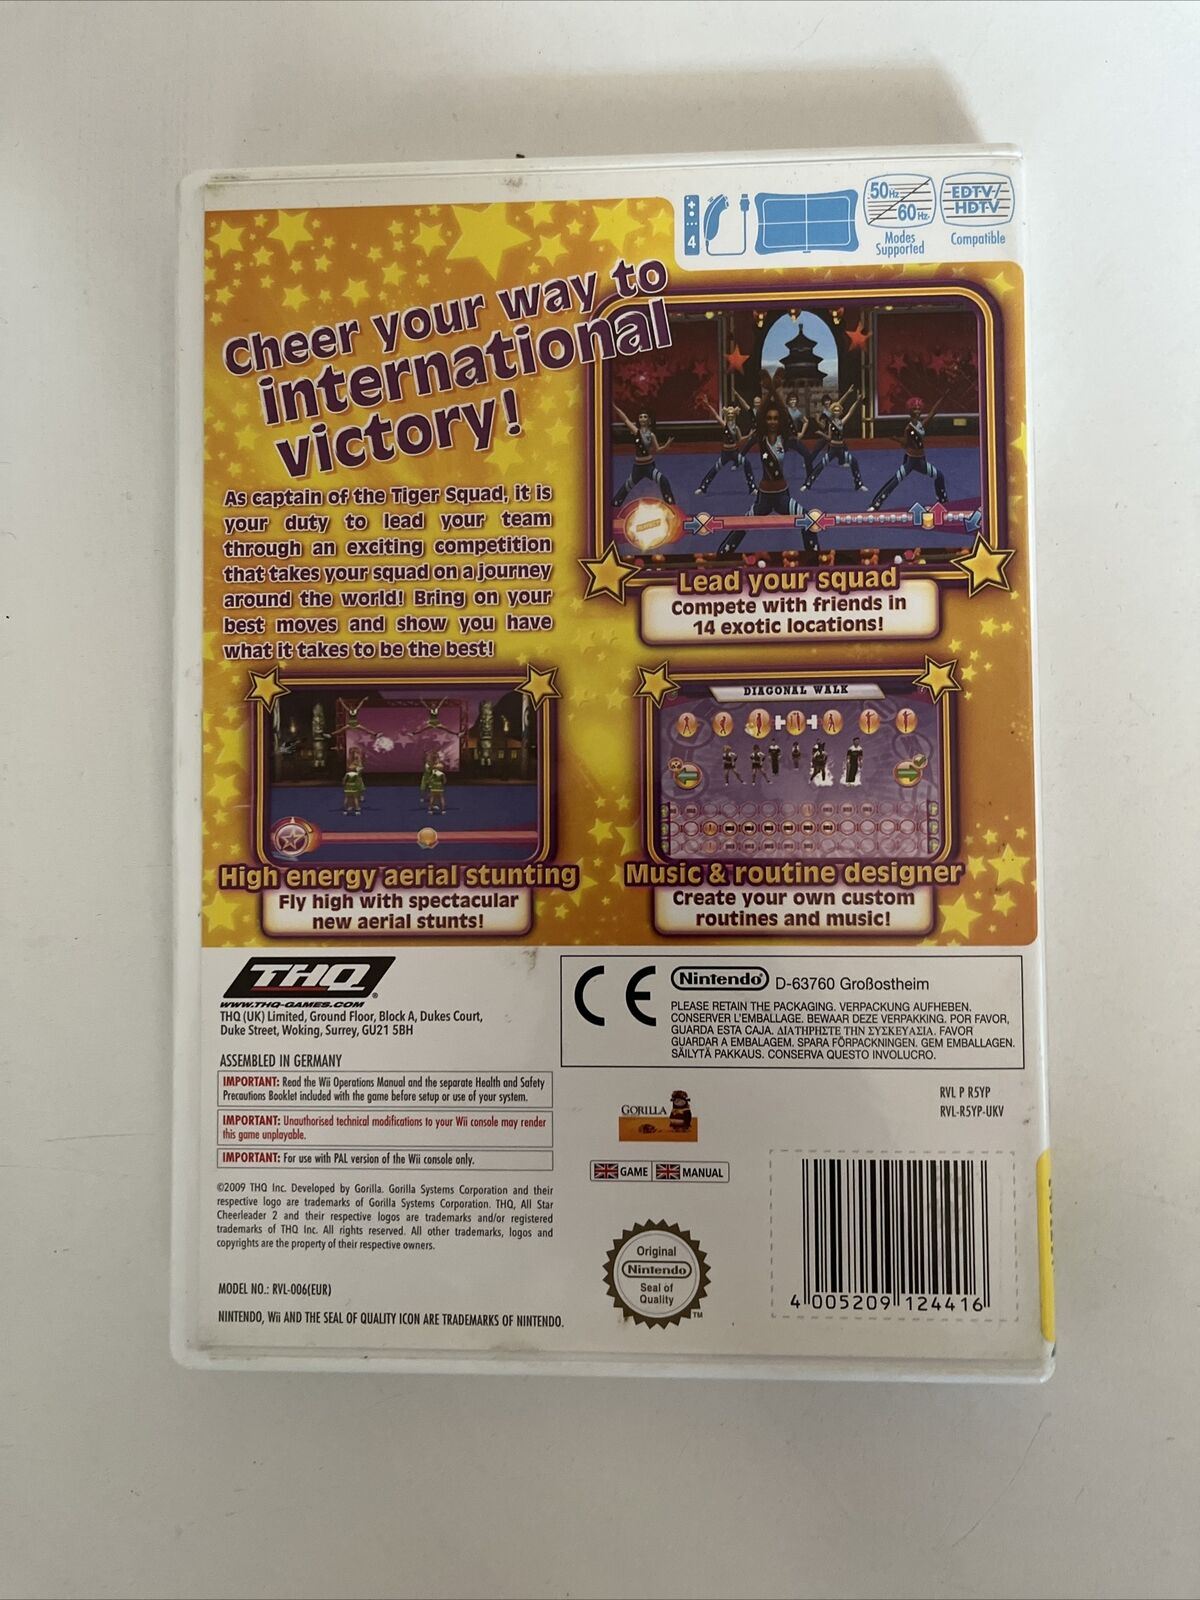 4
50Hz
60Hz
Modes
Supported
EDTV/
HDTV
Compatible
Cheer your way to
international
victory!
As captain of the Tiger Squad, it is
your duty to lead your team
through an exciting competition
that takes your squad on a journey
around the world! Bring on your
best moves and show you have
what it takes to be the best!
PERFECT
Lead your squad
Compete with friends in
14 exotic locations!
High energy aerial stunting
Fly high with spectacular
new aerial stunts!
DIAGONAL WALK
Music & routine designer
Create your own custom
routines and music!
THQ®
WWW.THQ-GAMES.COM
THQ (UK) Limited, Ground Floor, Block A, Dukes Court,
Duke Street, Woking, Surrey, GU21 5BH
ASSEMBLED IN GERMANY
IMPORTANT: Read the Wii Operations Manual and the separate Health and Safety
Precautions Booklet included with the game before setup or use of your system.
IMPORTANT: Unauthorised technical modifications to your Wii console may render
this game unplayable.
IMPORTANT: For use with PAL version of the Wii console only.
©2009 THQ Inc. Developed by Gorilla. Gorilla Systems Corporation and their
respective logo are trademarks of Gorilla Systems Corporation. THQ, All Star
Cheerleader 2 and their respective logos are trademarks and/or registered
trademarks of THQ Inc. All rights reserved. All other trademarks, logos and
copyrights are the property of their respective owners.
MODEL NO.: RVL-006(EUR)
NINTENDO, Wii AND THE SEAL OF QUALITY ICON ARE TRADEMARKS OF NINTENDO.
CE
Nintendo D-63760 Großostheim
PLEASE RETAIN THE PACKAGING. VERPACKUNG AUFHEBEN.
CONSERVER L'EMBALLAGE. BEWAAR DEZE VERPAKKING. POR FAVOR,
GUARDA ESTA CAJA. ΔΙΑΤΗΡΗΣΤΕ ΤΗΝ ΣΥΣΚΕΥΑΣΙΑ. FAVOR
GUARDAR A EMBALAGEM. SPARA FÖRPACKNINGEN. GEM EMBALLAGEN.
SÄILYTÄ PAKKAUS. CONSERVA QUESTO INVOLUCRO.
GORILLA
RVL P R5YP
RVL-R5YP-UKV
GAME
MANUAL
Original
Nintendo
Seal of
Quality
TM
4 005209 124416